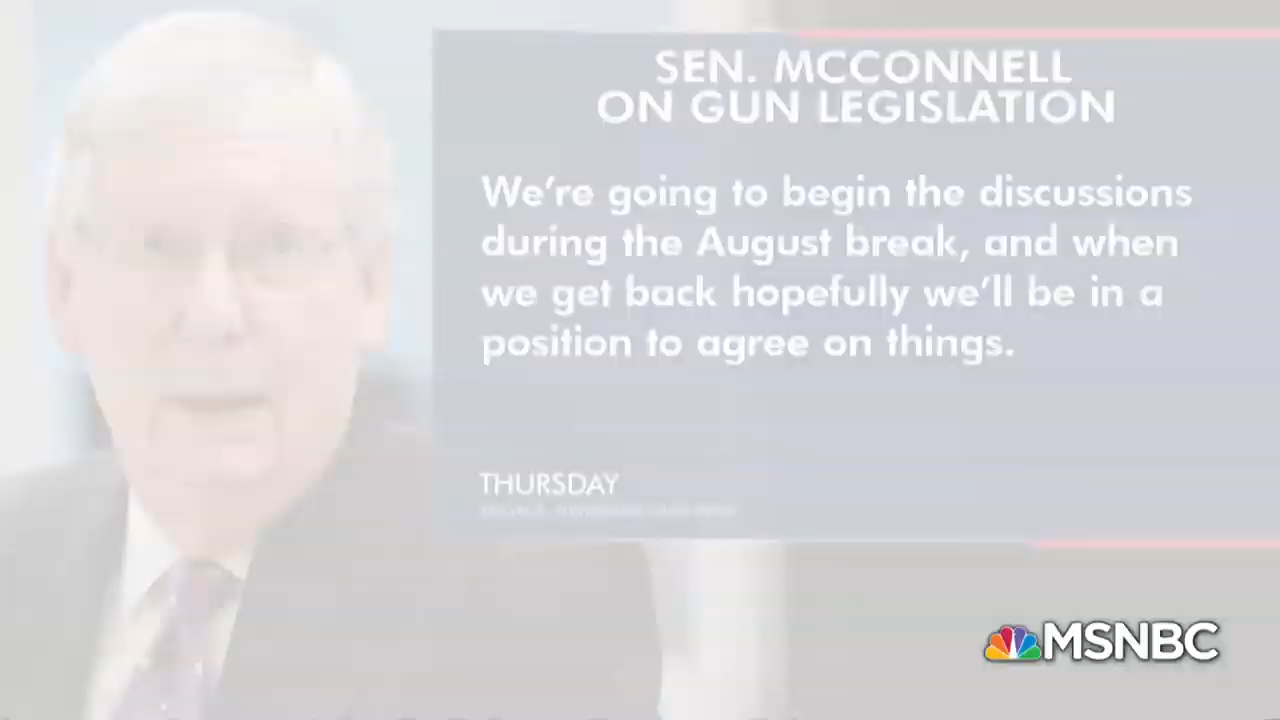 SEN. MCCONNELL
ON GUN LEGISLATION
We're going to begin the discussions
during the August break, and when
we get back hopefully we'll be in a
position to agree on things.
THURSDAY
MSNBC